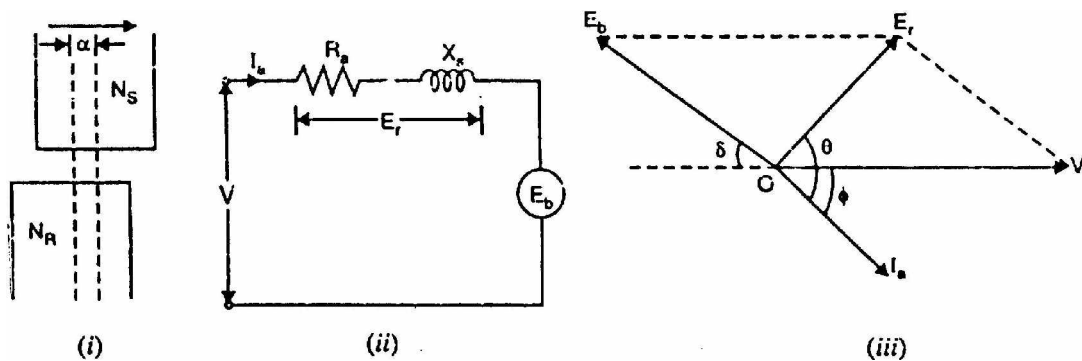 α
N_S
N_R
(i)
I_a
R_a
X_s
E_r
V
E_b
(ii)
E_b
E_r
δ
θ
O
V
φ
I_a
(iii)